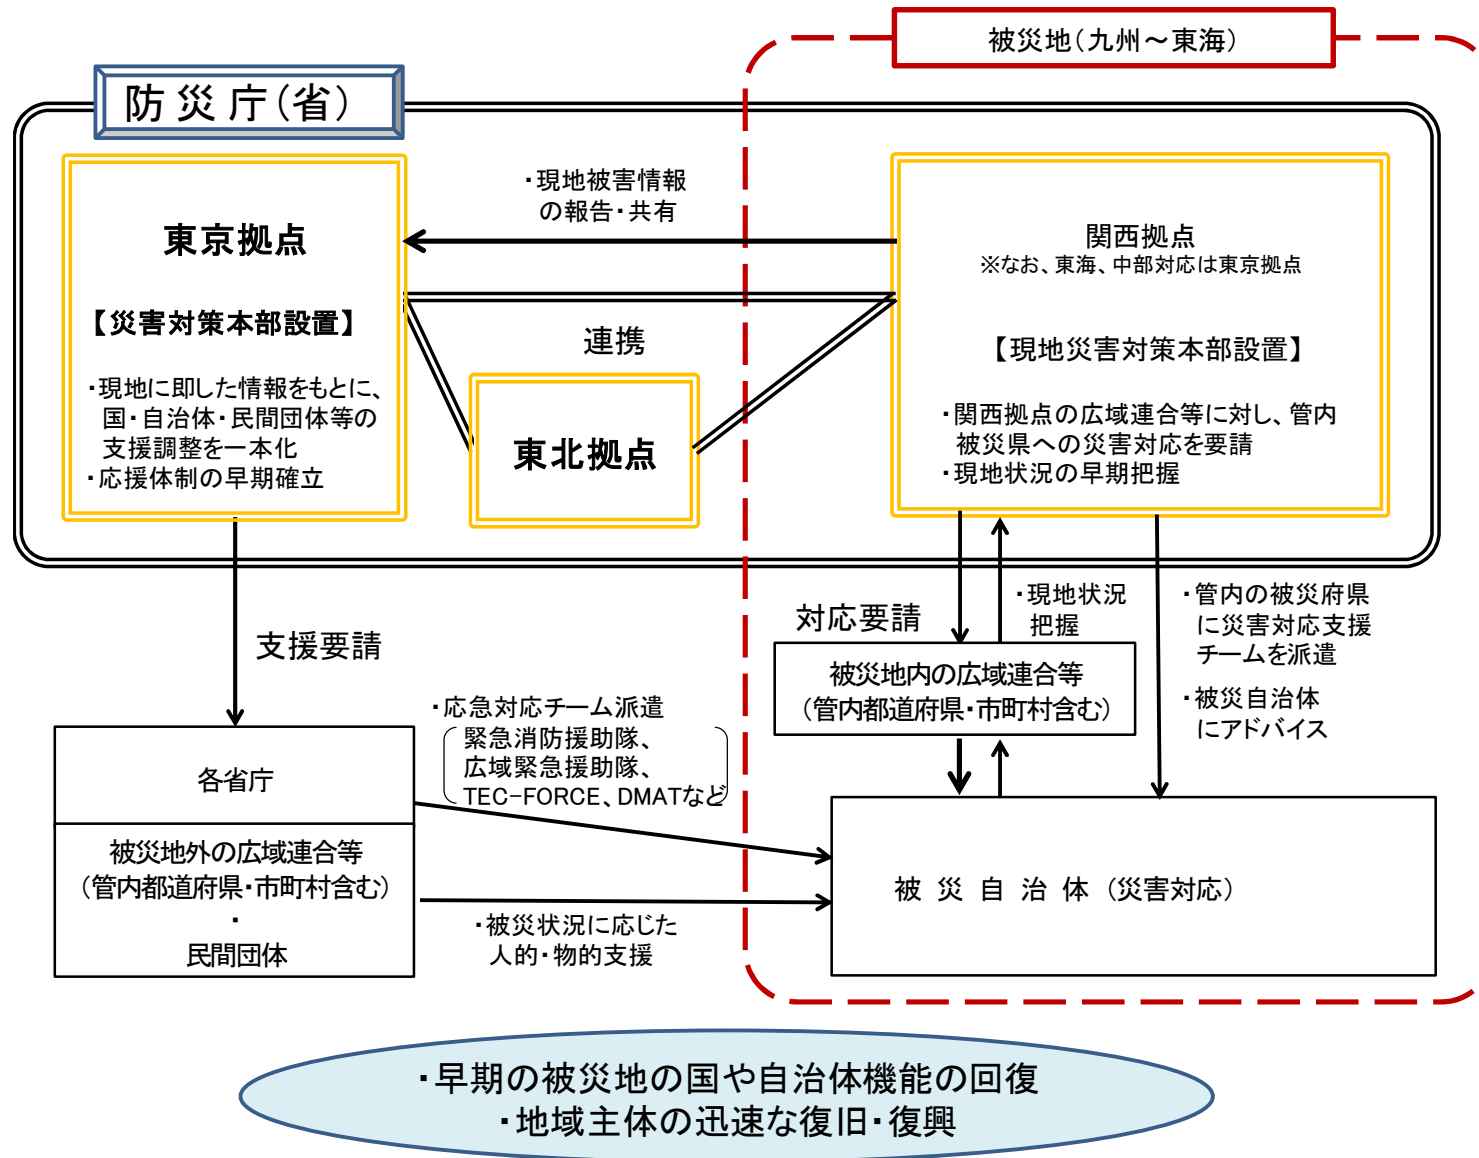 被災地（九州～東海）
防災庁（省）
東京拠点
【災害対策本部設置】
・現地に即した情報をもとに、
国・自治体・民間団体等の
支援調整を一本化
・応援体制の早期確立
・現地被害情報
の報告・共有
連携
東北拠点
関西拠点
※なお、東海、中部対応は東京拠点
【現地災害対策本部設置】
・関西拠点の広域連合等に対し、管内
被災県への災害対応を要請
・現地状況の早期把握
支援要請
対応要請
・現地状況
把握
・管内の被災府県
に災害対応支援
チームを派遣
・被災自治体
にアドバイス
被災地内の広域連合等
（管内都道府県・市町村含む）
・応急対応チーム派遣
緊急消防援助隊、
広域緊急援助隊、
TEC-FORCE、DMATなど
各省庁
被災地外の広域連合等
（管内都道府県・市町村含む）
・
民間団体
・被災状況に応じた
人的・物的支援
被災自治体（災害対応）
・早期の被災地の国や自治体機能の回復
・地域主体の迅速な復旧・復興